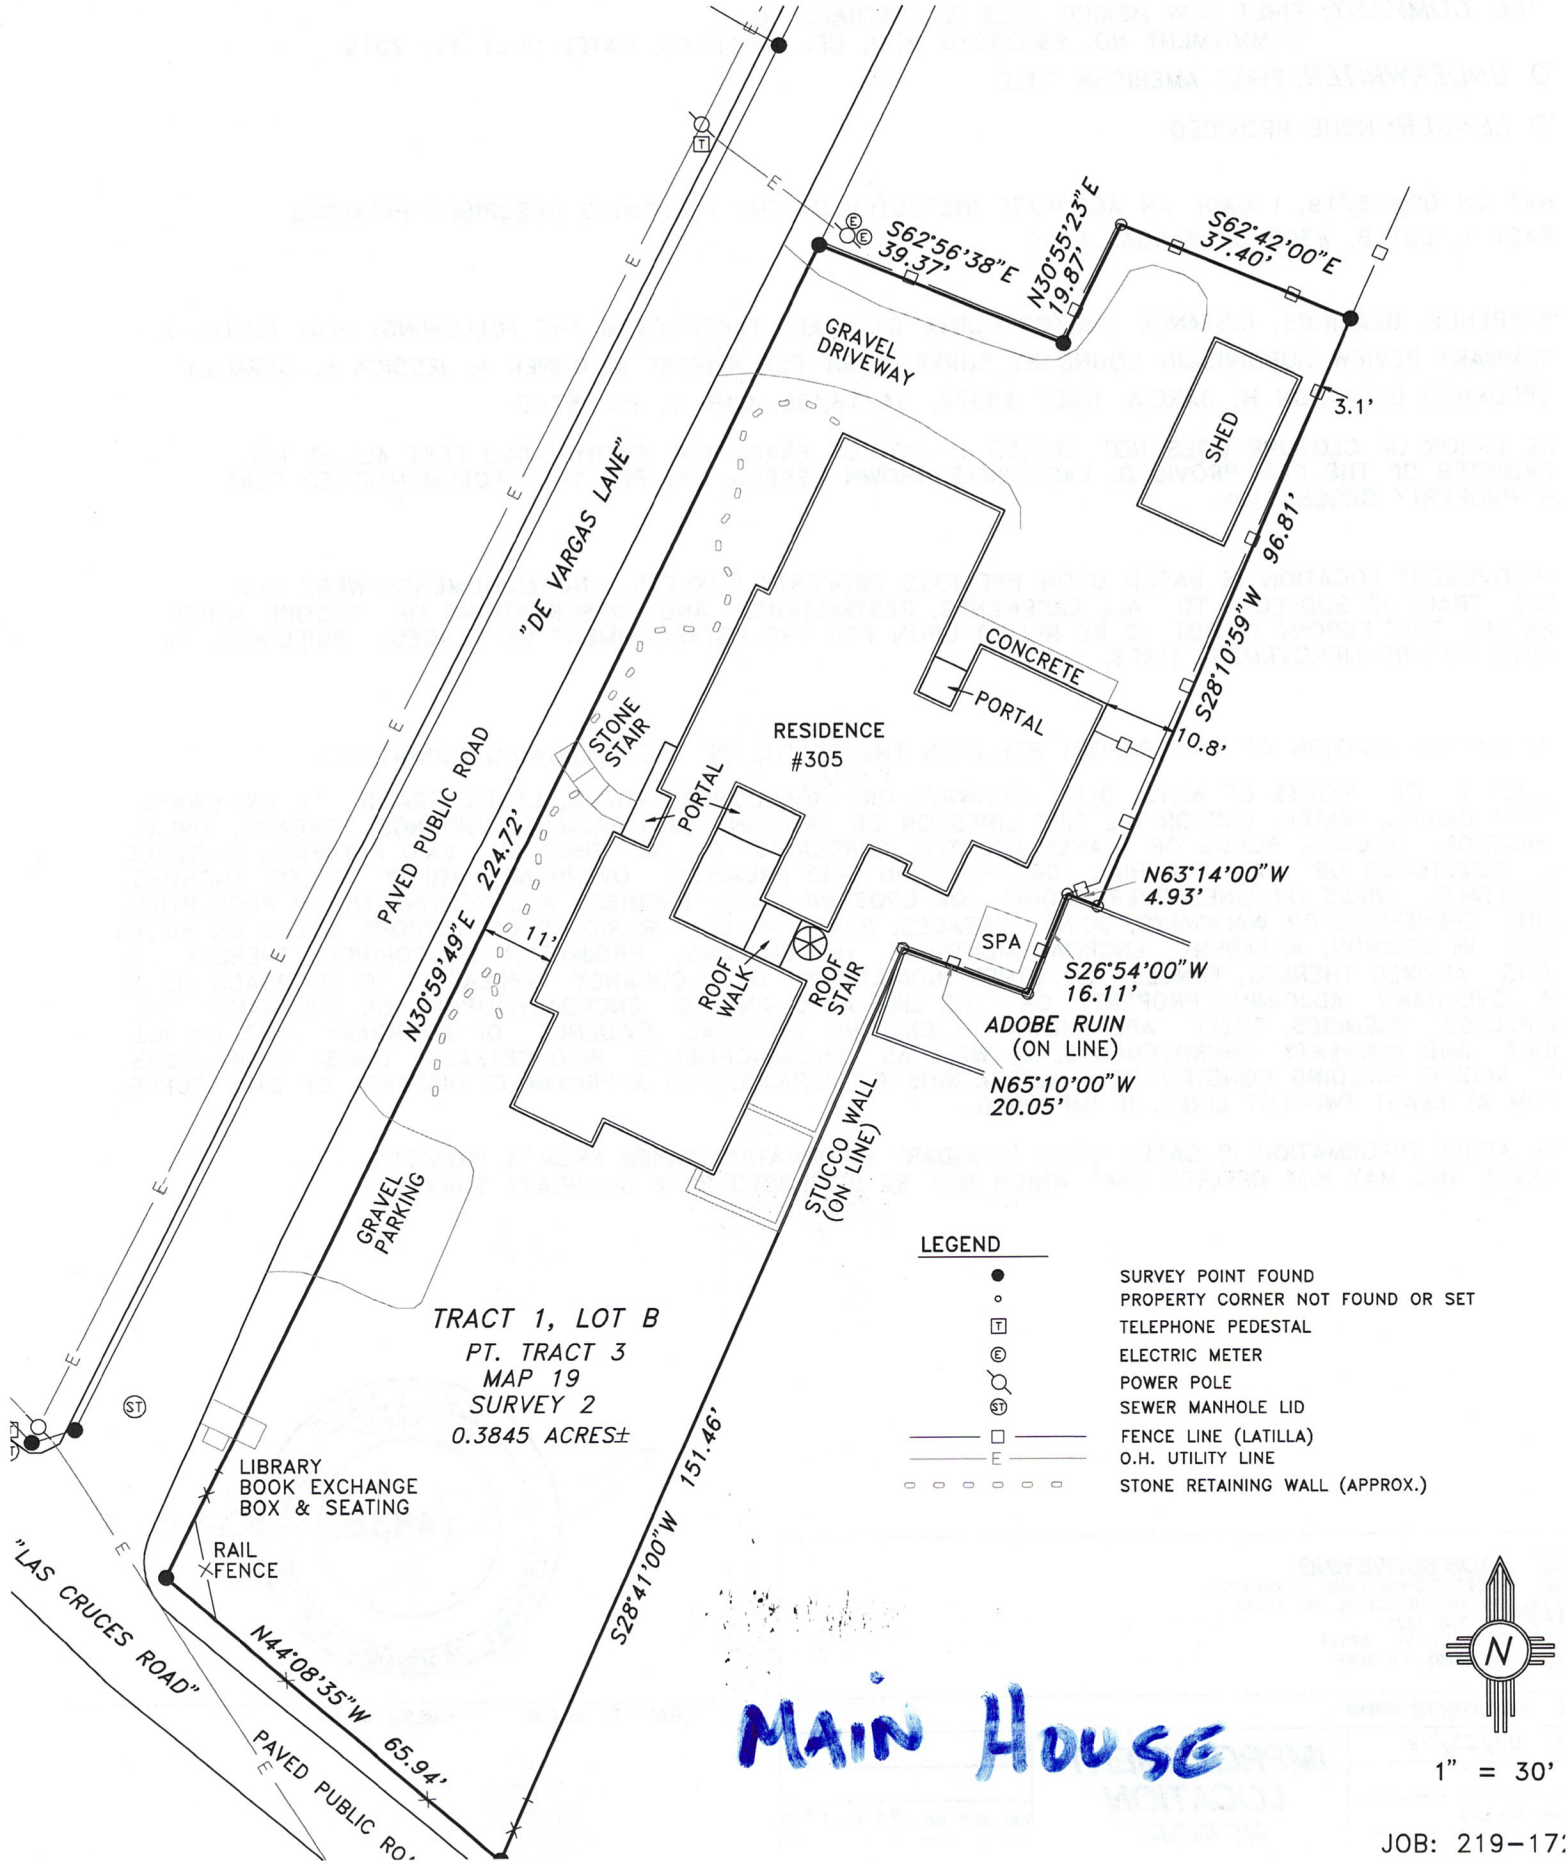 S62°56'38"E
39.37'
N30°55'23"E
19.87'
S62°42'00"E
37.40'
GRAVEL
DRIVEWAY
SHED
3.1'
"DE VARGAS LANE"
S28°10'59"W 96.81'
CONCRETE
PORTAL
STONE
STAIR
RESIDENCE
#305
10.8'
PAVED PUBLIC ROAD
PORTAL
N30°59'49"E 224.72'
11'
N63°14'00"W
4.93'
SPA
ROOF
WALK
ROOF
STAIR
S26°54'00"W
16.11'
ADOBE RUIN
(ON LINE)
N65°10'00"W
20.05'
STUCCO WALL
(ON LINE)
GRAVEL
PARKING
LEGEND
SURVEY POINT FOUND
PROPERTY CORNER NOT FOUND OR SET
T TELEPHONE PEDESTAL
E ELECTRIC METER
POWER POLE
ST SEWER MANHOLE LID
FENCE LINE (LATILLA)
E O.H. UTILITY LINE
STONE RETAINING WALL (APPROX.)
TRACT 1, LOT B
PT. TRACT 3
MAP 19
SURVEY 2
0.3845 ACRES±
ST
LIBRARY
BOOK EXCHANGE
BOX & SEATING
RAIL
FENCE
S28°41'00"W 151.46'
"LAS CRUCES ROAD"
N44°08'35"W 65.94'
PAVED PUBLIC
MAIN HOUSE
N
1" = 30'
JOB: 219-17